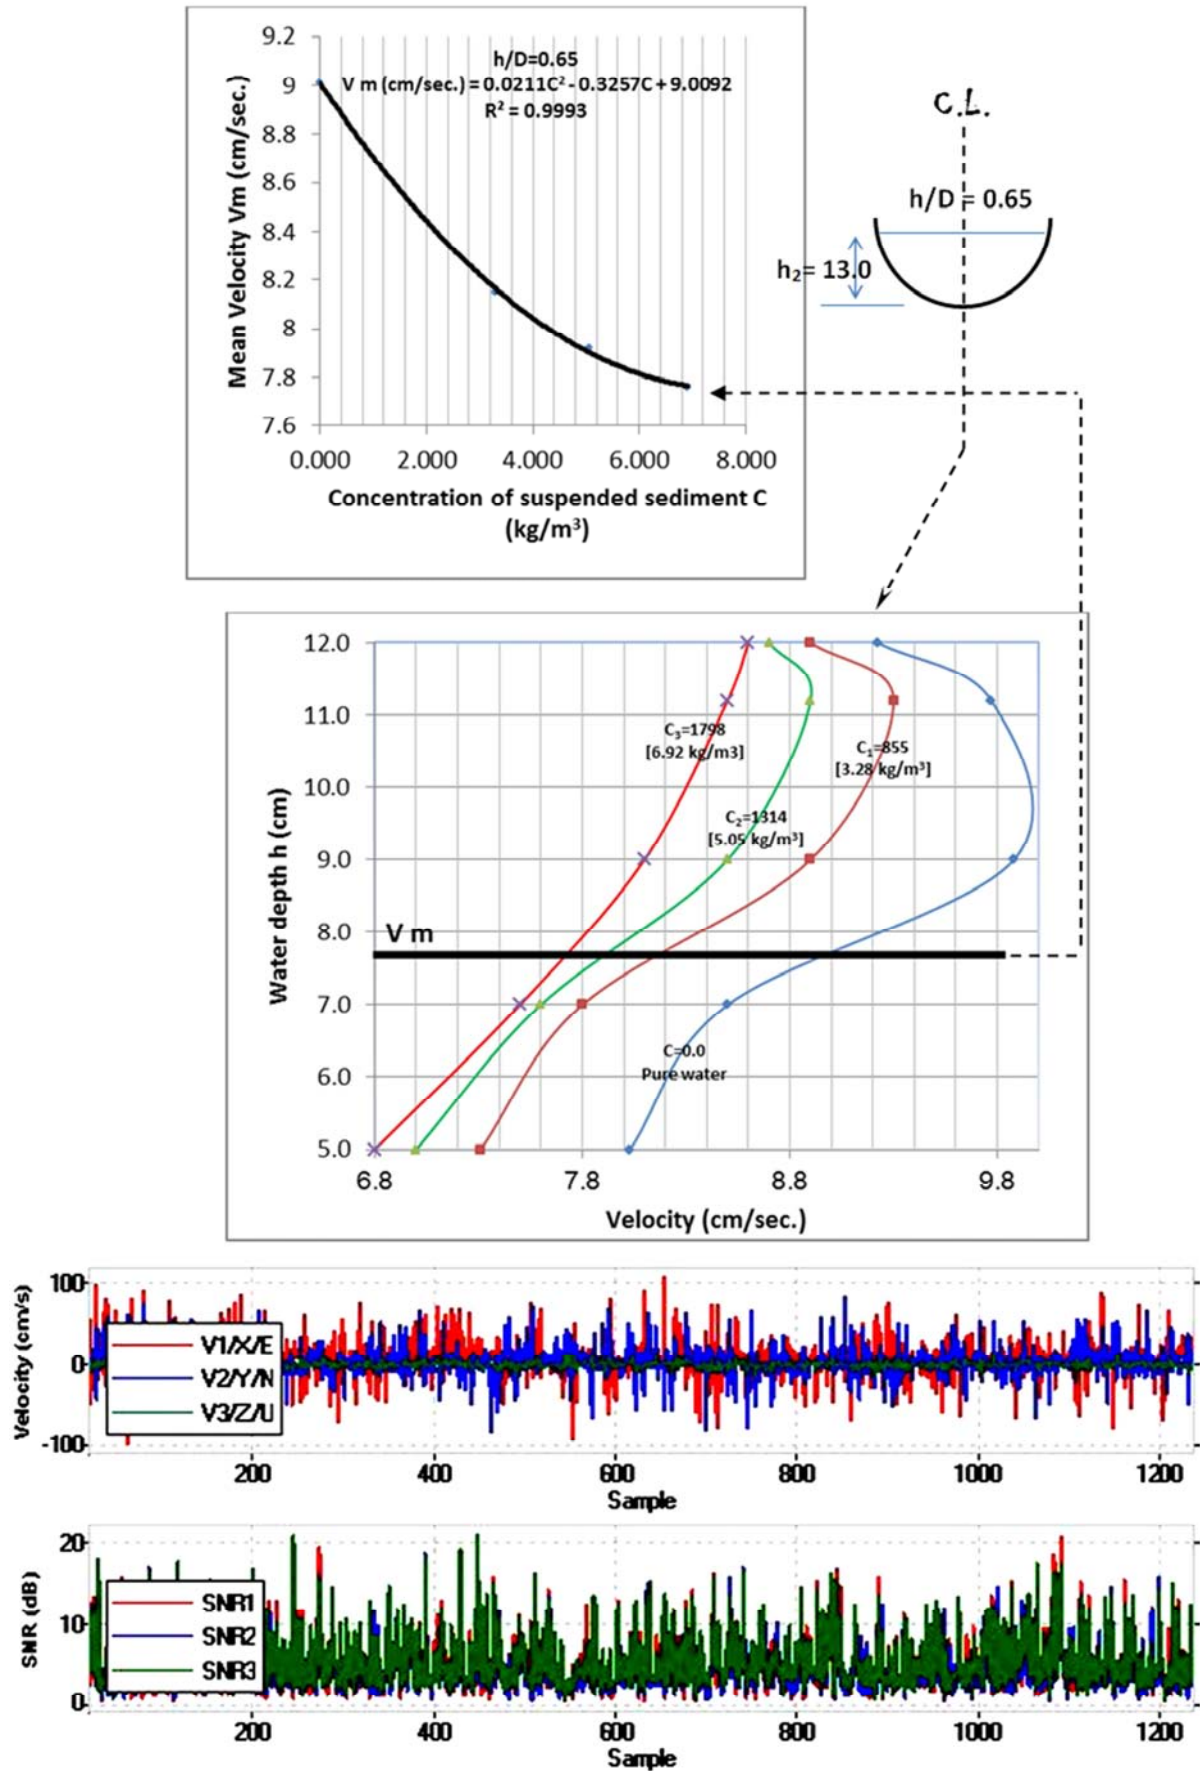 h/D=0.65
V m (cm/sec.) = 0.0211C² - 0.3257C + 9.0092
R² = 0.9993
9.2
9
8.8
8.6
8.4
8.2
8
7.8
7.6
Mean Velocity Vm (cm/sec.)
0.000 2.000 4.000 6.000 8.000
Concentration of suspended sediment C
(kg/m³)
C.L.
h/D = 0.65
h₂= 13.0
12.0
11.0
10.0
9.0
8.0
7.0
6.0
5.0
Water depth h (cm)
C₃=1798
[6.92 kg/m3]
C₁=855
[3.28 kg/m³]
C₂=1314
[5.05 kg/m³]
V m
C=0.0
Pure water
6.8 7.8 8.8 9.8
Velocity (cm/sec.)
Velocity (cm/s)
100
0
-100
V1/X/E
V2/Y/N
V3/Z/U
200 400 600 800 1000 1200
Sample
SNR (dB)
20
10
0
SNR1
SNR2
SNR3
200 400 600 800 1000 1200
Sample